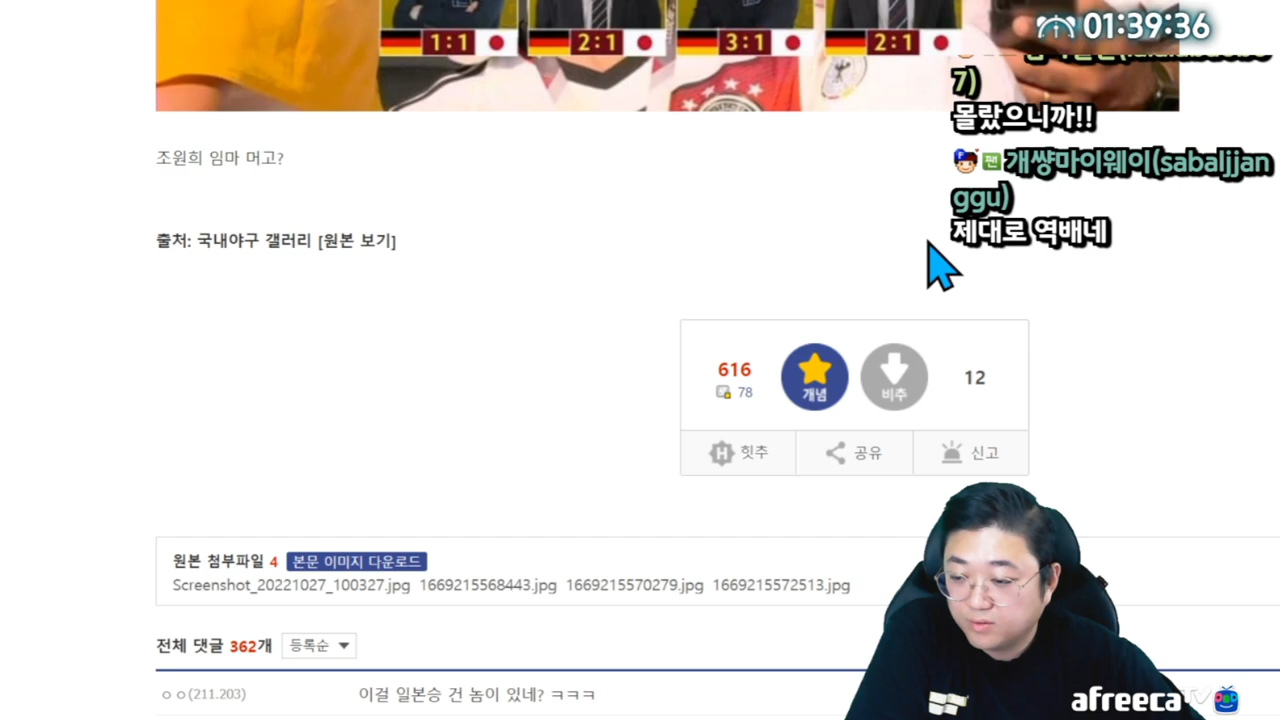 1:1
2:1
3:1
2:1
01:39:36
7)
몰랐으니까!!
팬 개썅마이웨이(sabaljjan
ggu)
제대로 역배네
조원희 임마 머고?
출처: 국내야구 갤러리 [원본 보기]
616
78
개념
비추
12
힛추
공유
신고
원본 첨부파일 4 본문 이미지 다운로드
Screenshot_20221027_100327.jpg 1669215568443.jpg 1669215570279.jpg 1669215572513.jpg
전체 댓글 362개 등록순
ㅇㅇ(211.203) 이걸 일본승 건 놈이 있네? ㅋㅋㅋ
afreecaTV